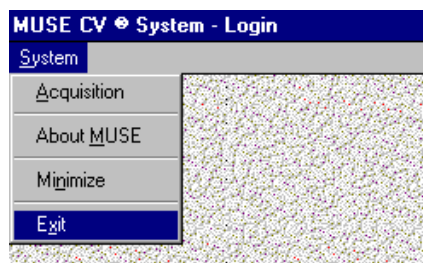 MUSE CV ® System - Login
System
Acquisition
About MUSE
Minimize
Exit